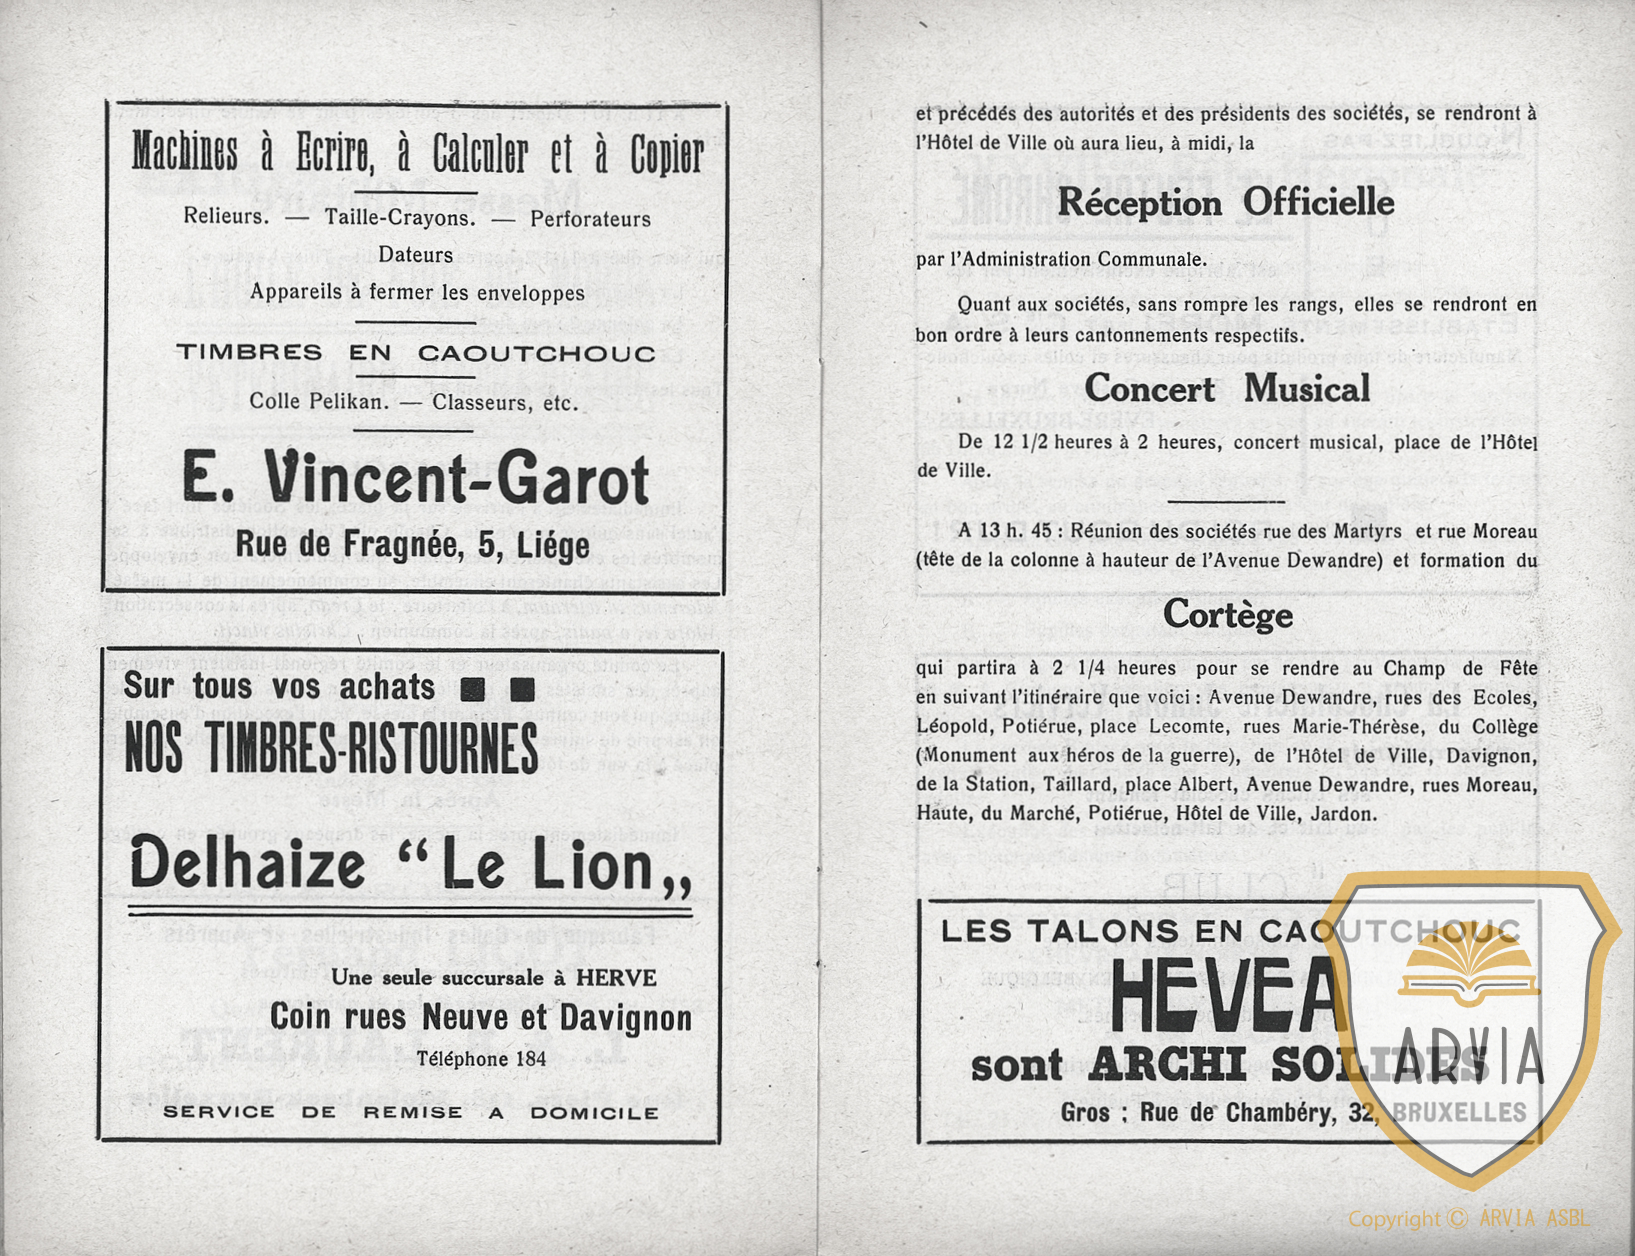 Machines à Ecrire, à Calculer et à Copier
Relieurs. — Taille-Crayons. — Perforateurs
Dateurs
Appareils à fermer les enveloppes
TIMBRES EN CAOUTCHOUC
Colle Pelikan. — Classeurs, etc.
E. Vincent-Garot
Rue de Fragnée, 5, Liége
Sur tous vos achats ■ ■
NOS TIMBRES-RISTOURNES
Delhaize “Le Lion„
Une seule succursale à HERVE
Coin rues Neuve et Davignon
Téléphone 184
SERVICE DE REMISE A DOMICILE
et précédés des autorités et des présidents des sociétés, se rendront à
l'Hôtel de Ville où aura lieu, à midi, la
Réception Officielle
par l'Administration Communale.
Quant aux sociétés, sans rompre les rangs, elles se rendront en
bon ordre à leurs cantonnements respectifs.
Concert Musical
De 12 1/2 heures à 2 heures, concert musical, place de l'Hôtel
de Ville.
A 13 h. 45 : Réunion des sociétés rue des Martyrs et rue Moreau
(tête de la colonne à hauteur de l'Avenue Dewandre) et formation du
Cortège
qui partira à 2 1/4 heures pour se rendre au Champ de Fête
en suivant l'itinéraire que voici : Avenue Dewandre, rues des Ecoles,
Léopold, Potiérue, place Lecomte, rues Marie-Thérèse, du Collège
(Monument aux héros de la guerre), de l'Hôtel de Ville, Davignon,
de la Station, Taillard, place Albert, Avenue Dewandre, rues Moreau,
Haute, du Marché, Potiérue, Hôtel de Ville, Jardon.
LES TALONS EN CAOUTCHOUC
HEVEA
sont ARCHI SOLIDES
Gros : Rue de Chambéry, 32, BRUXELLES
ARVIA
Copyright © ARVIA ASBL